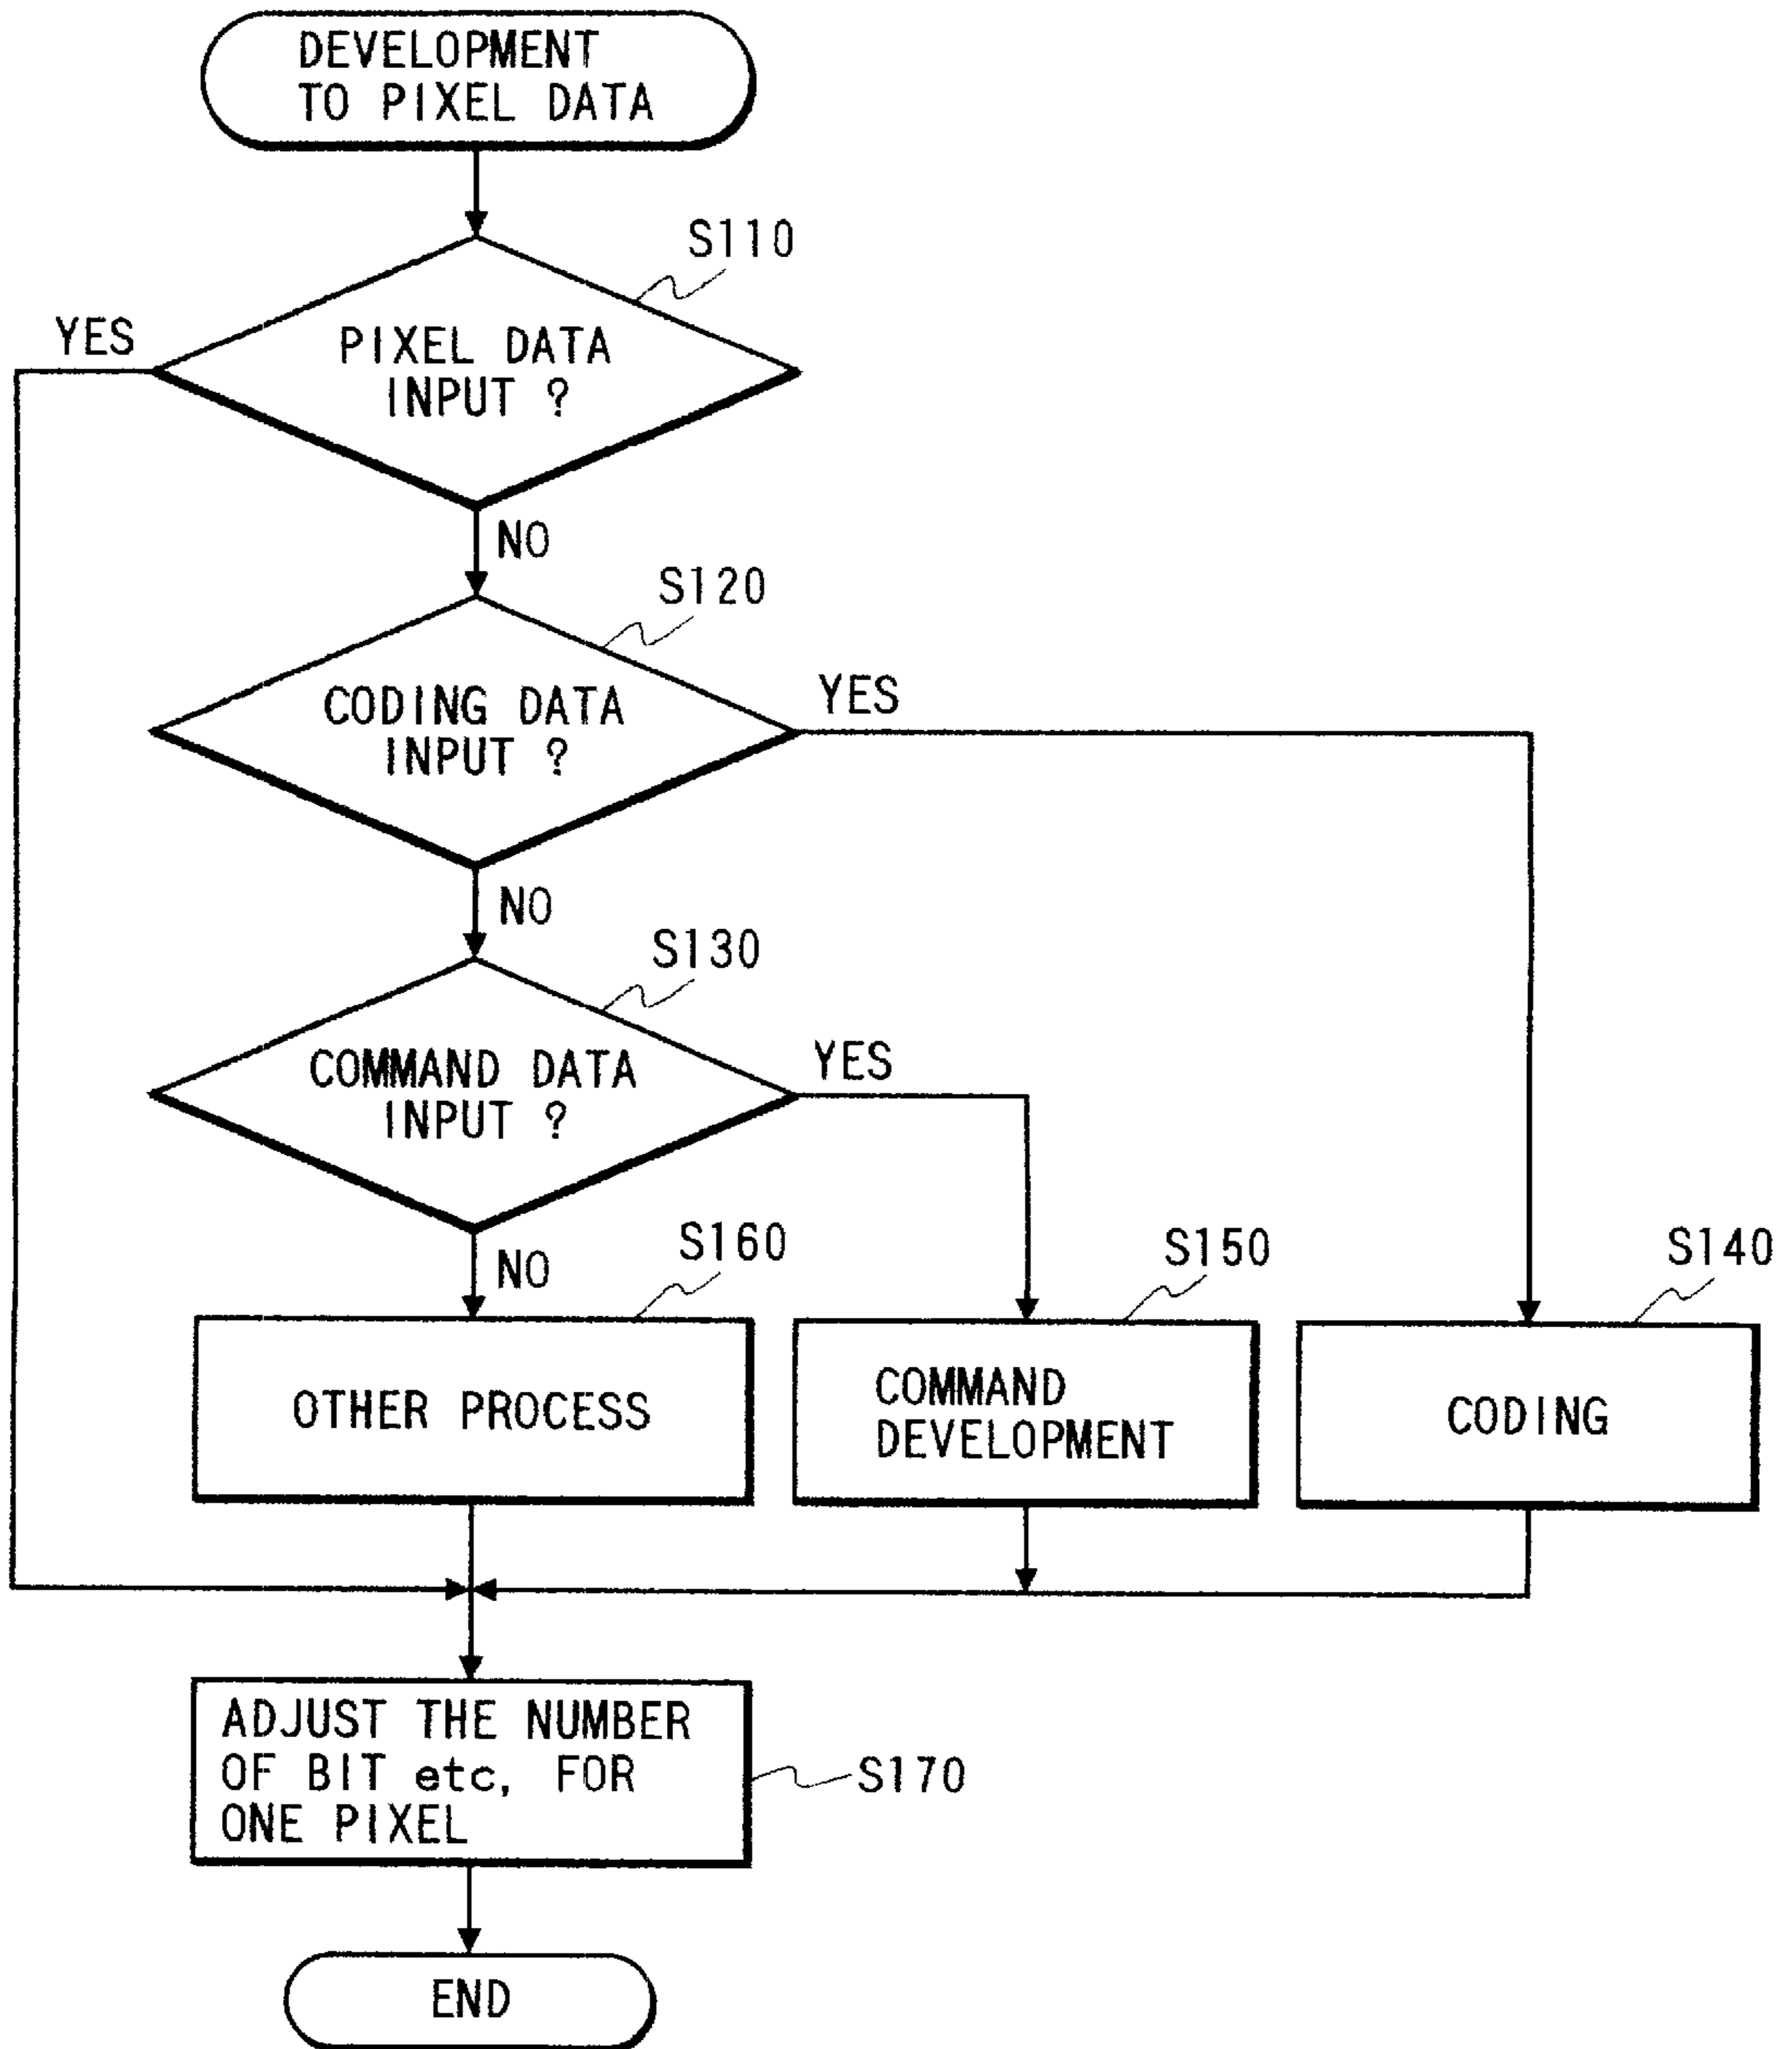 DEVELOPMENT
TO PIXEL DATA
S110
YES
PIXEL DATA
INPUT ?
NO
S120
CODING DATA
INPUT ?
YES
NO
S130
COMMAND DATA
INPUT ?
YES
NO
S160
S150
S140
OTHER PROCESS
COMMAND
DEVELOPMENT
CODING
ADJUST THE NUMBER
OF BIT etc, FOR
ONE PIXEL
S170
END